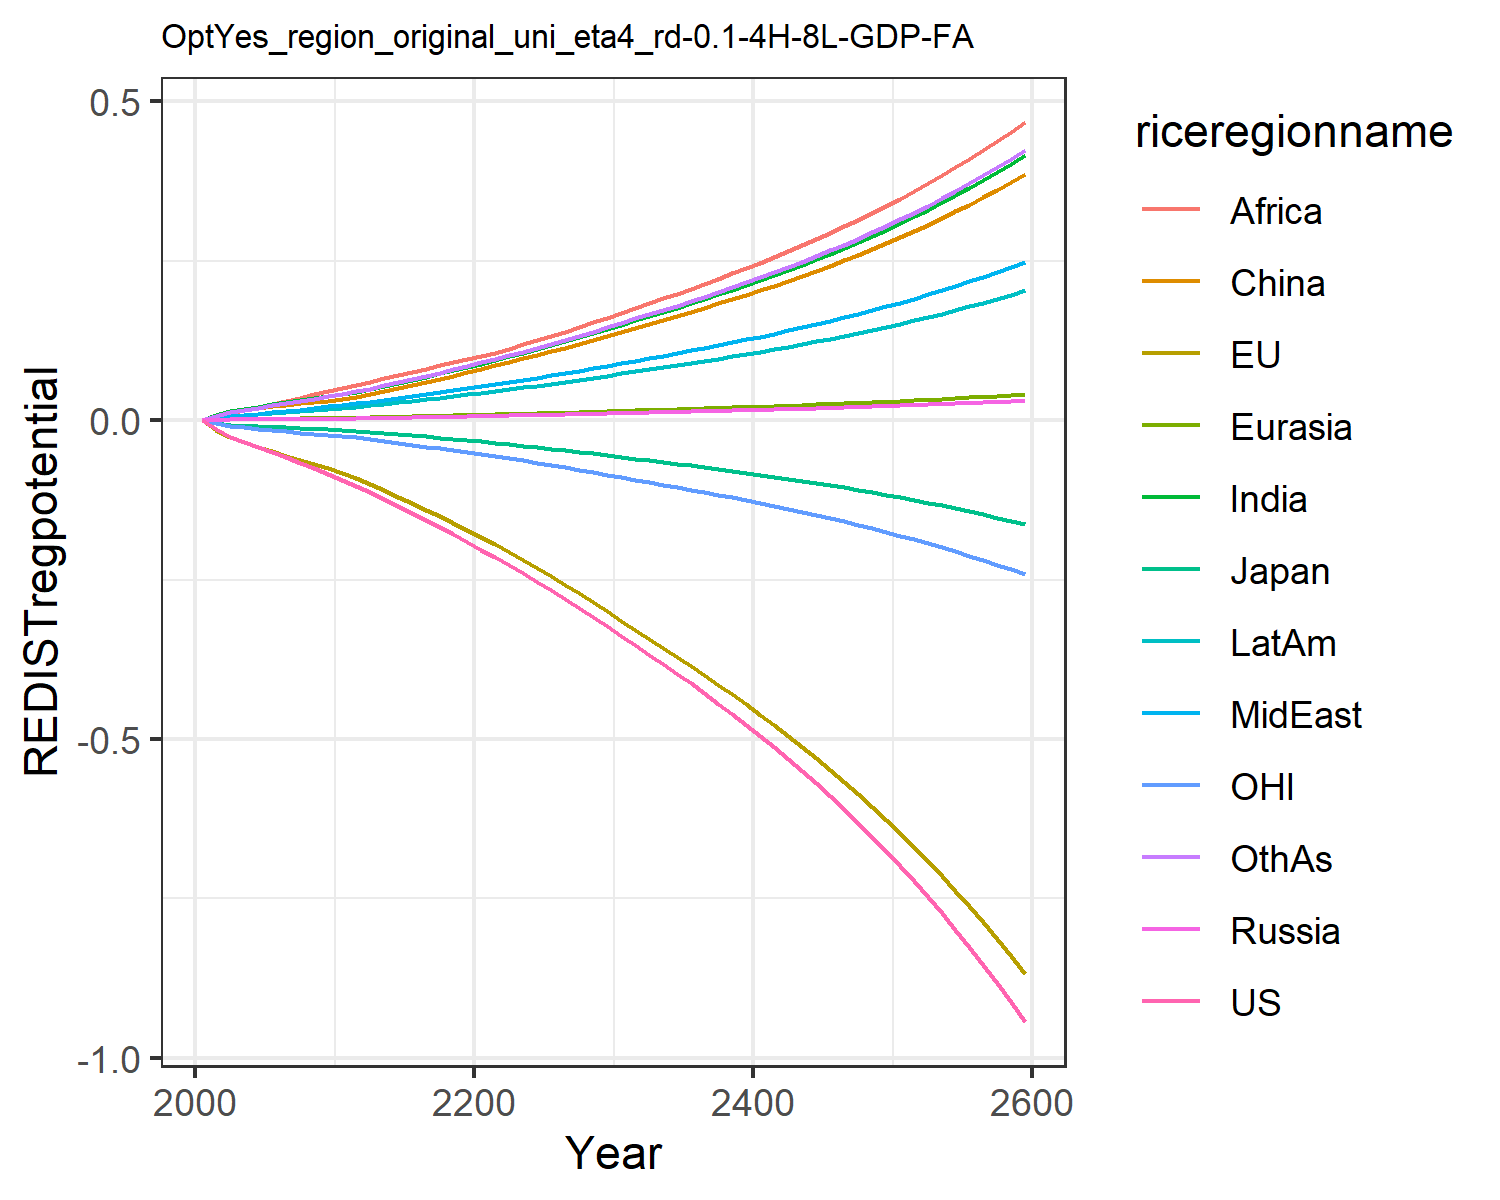 OptYes_region_original_uni_eta4_rd-0.1-4H-8L-GDP-FA
REDISTregpotential
0.5
0.0
-0.5
-1.0
2000 2200 2400 2600
Year
riceregionname
Africa
China
EU
Eurasia
India
Japan
LatAm
MidEast
OHI
OthAs
Russia
US